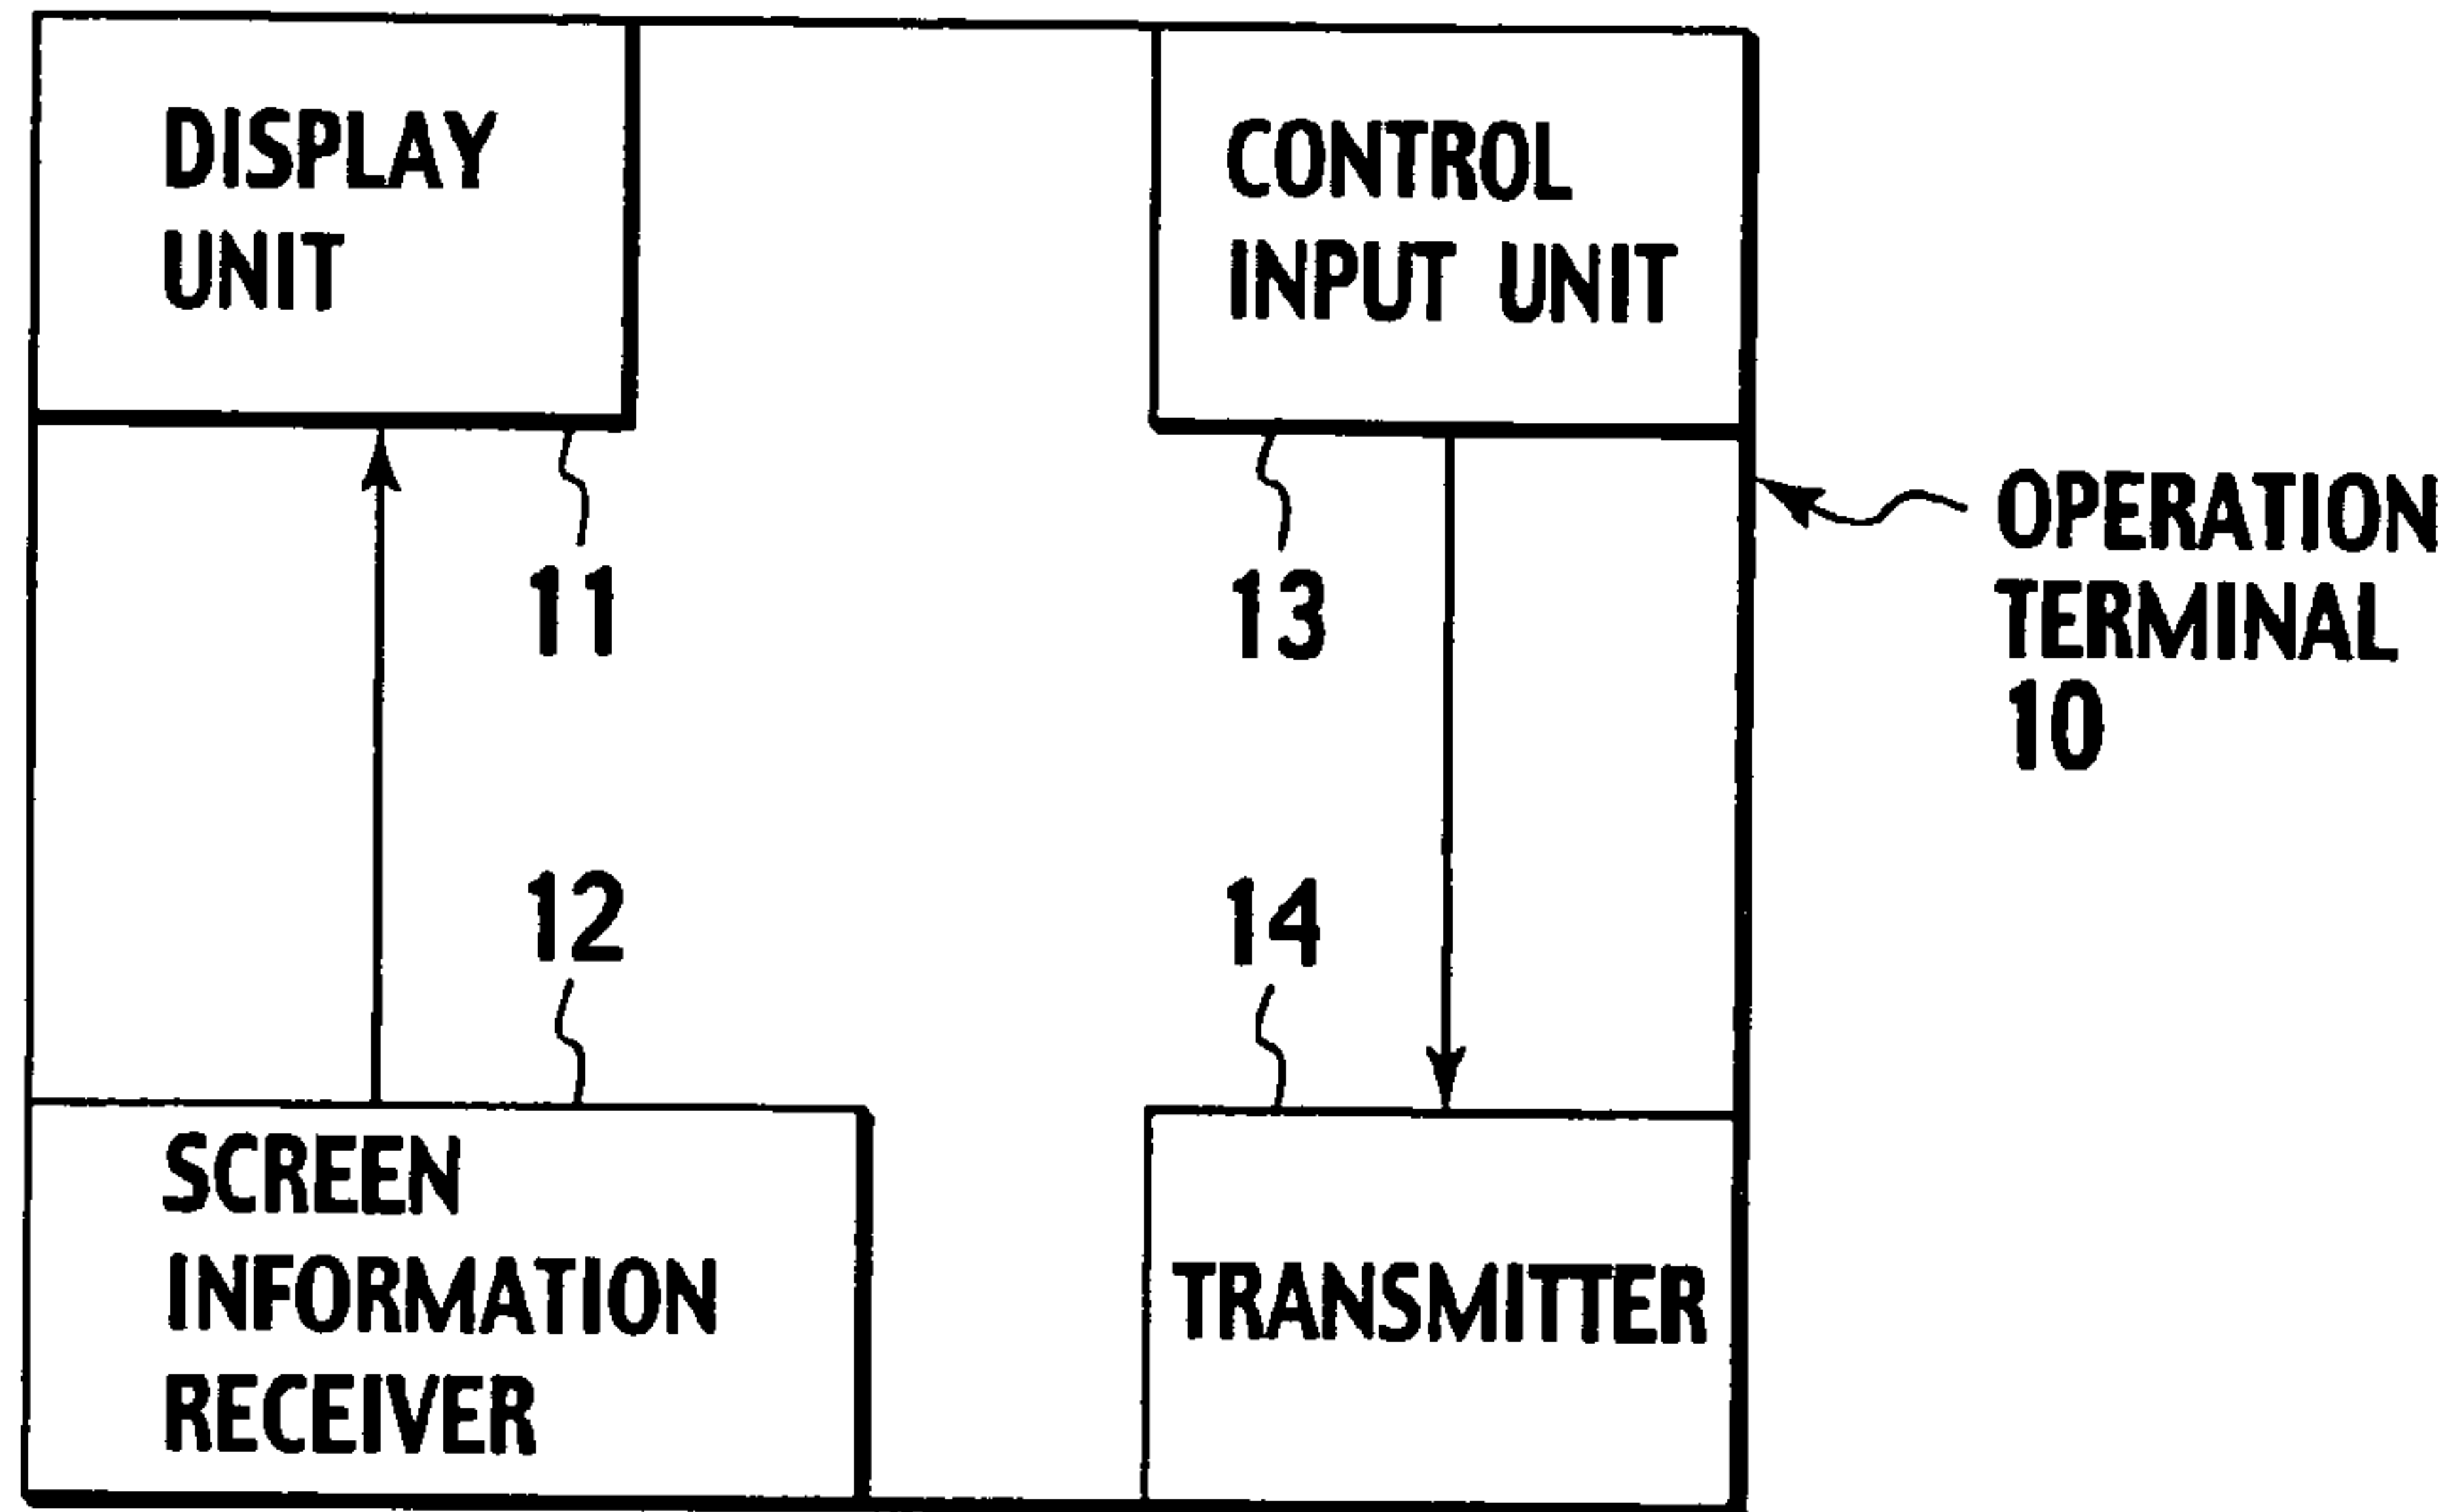 DISPLAY
UNIT
CONTROL
INPUT UNIT
11
13
OPERATION
TERMINAL
10
12
14
SCREEN
INFORMATION
RECEIVER
TRANSMITTER